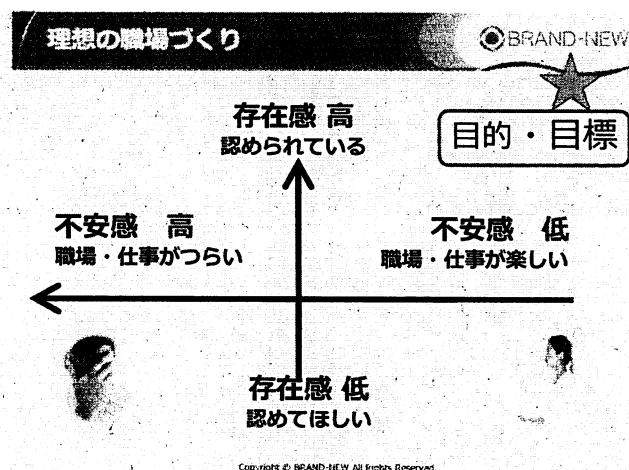 理想の職場づくり
BRAND-NEW
存在感 高
認められている
目的・目標
不安感 高
職場・仕事がつらい
不安感 低
職場・仕事が楽しい
存在感 低
認めてほしい
Copyright © BRAND-NEW All Rights Reserved.